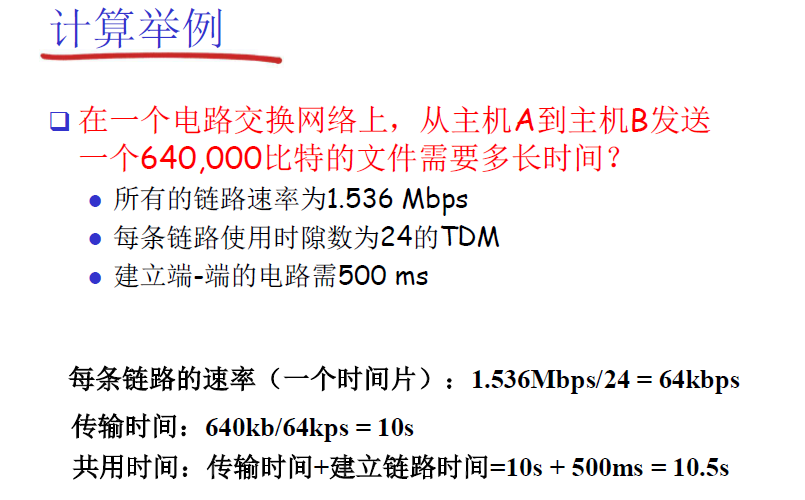 计算举例
在一个电路交换网络上，从主机A到主机B发送
一个640,000比特的文件需要多长时间？
所有的链路速率为1.536 Mbps
每条链路使用时隙数为24的TDM
建立端-端的电路需500 ms
每条链路的速率（一个时间片）：1.536Mbps/24 = 64kbps
传输时间：640kb/64kps = 10s
共用时间：传输时间+建立链路时间=10s + 500ms = 10.5s